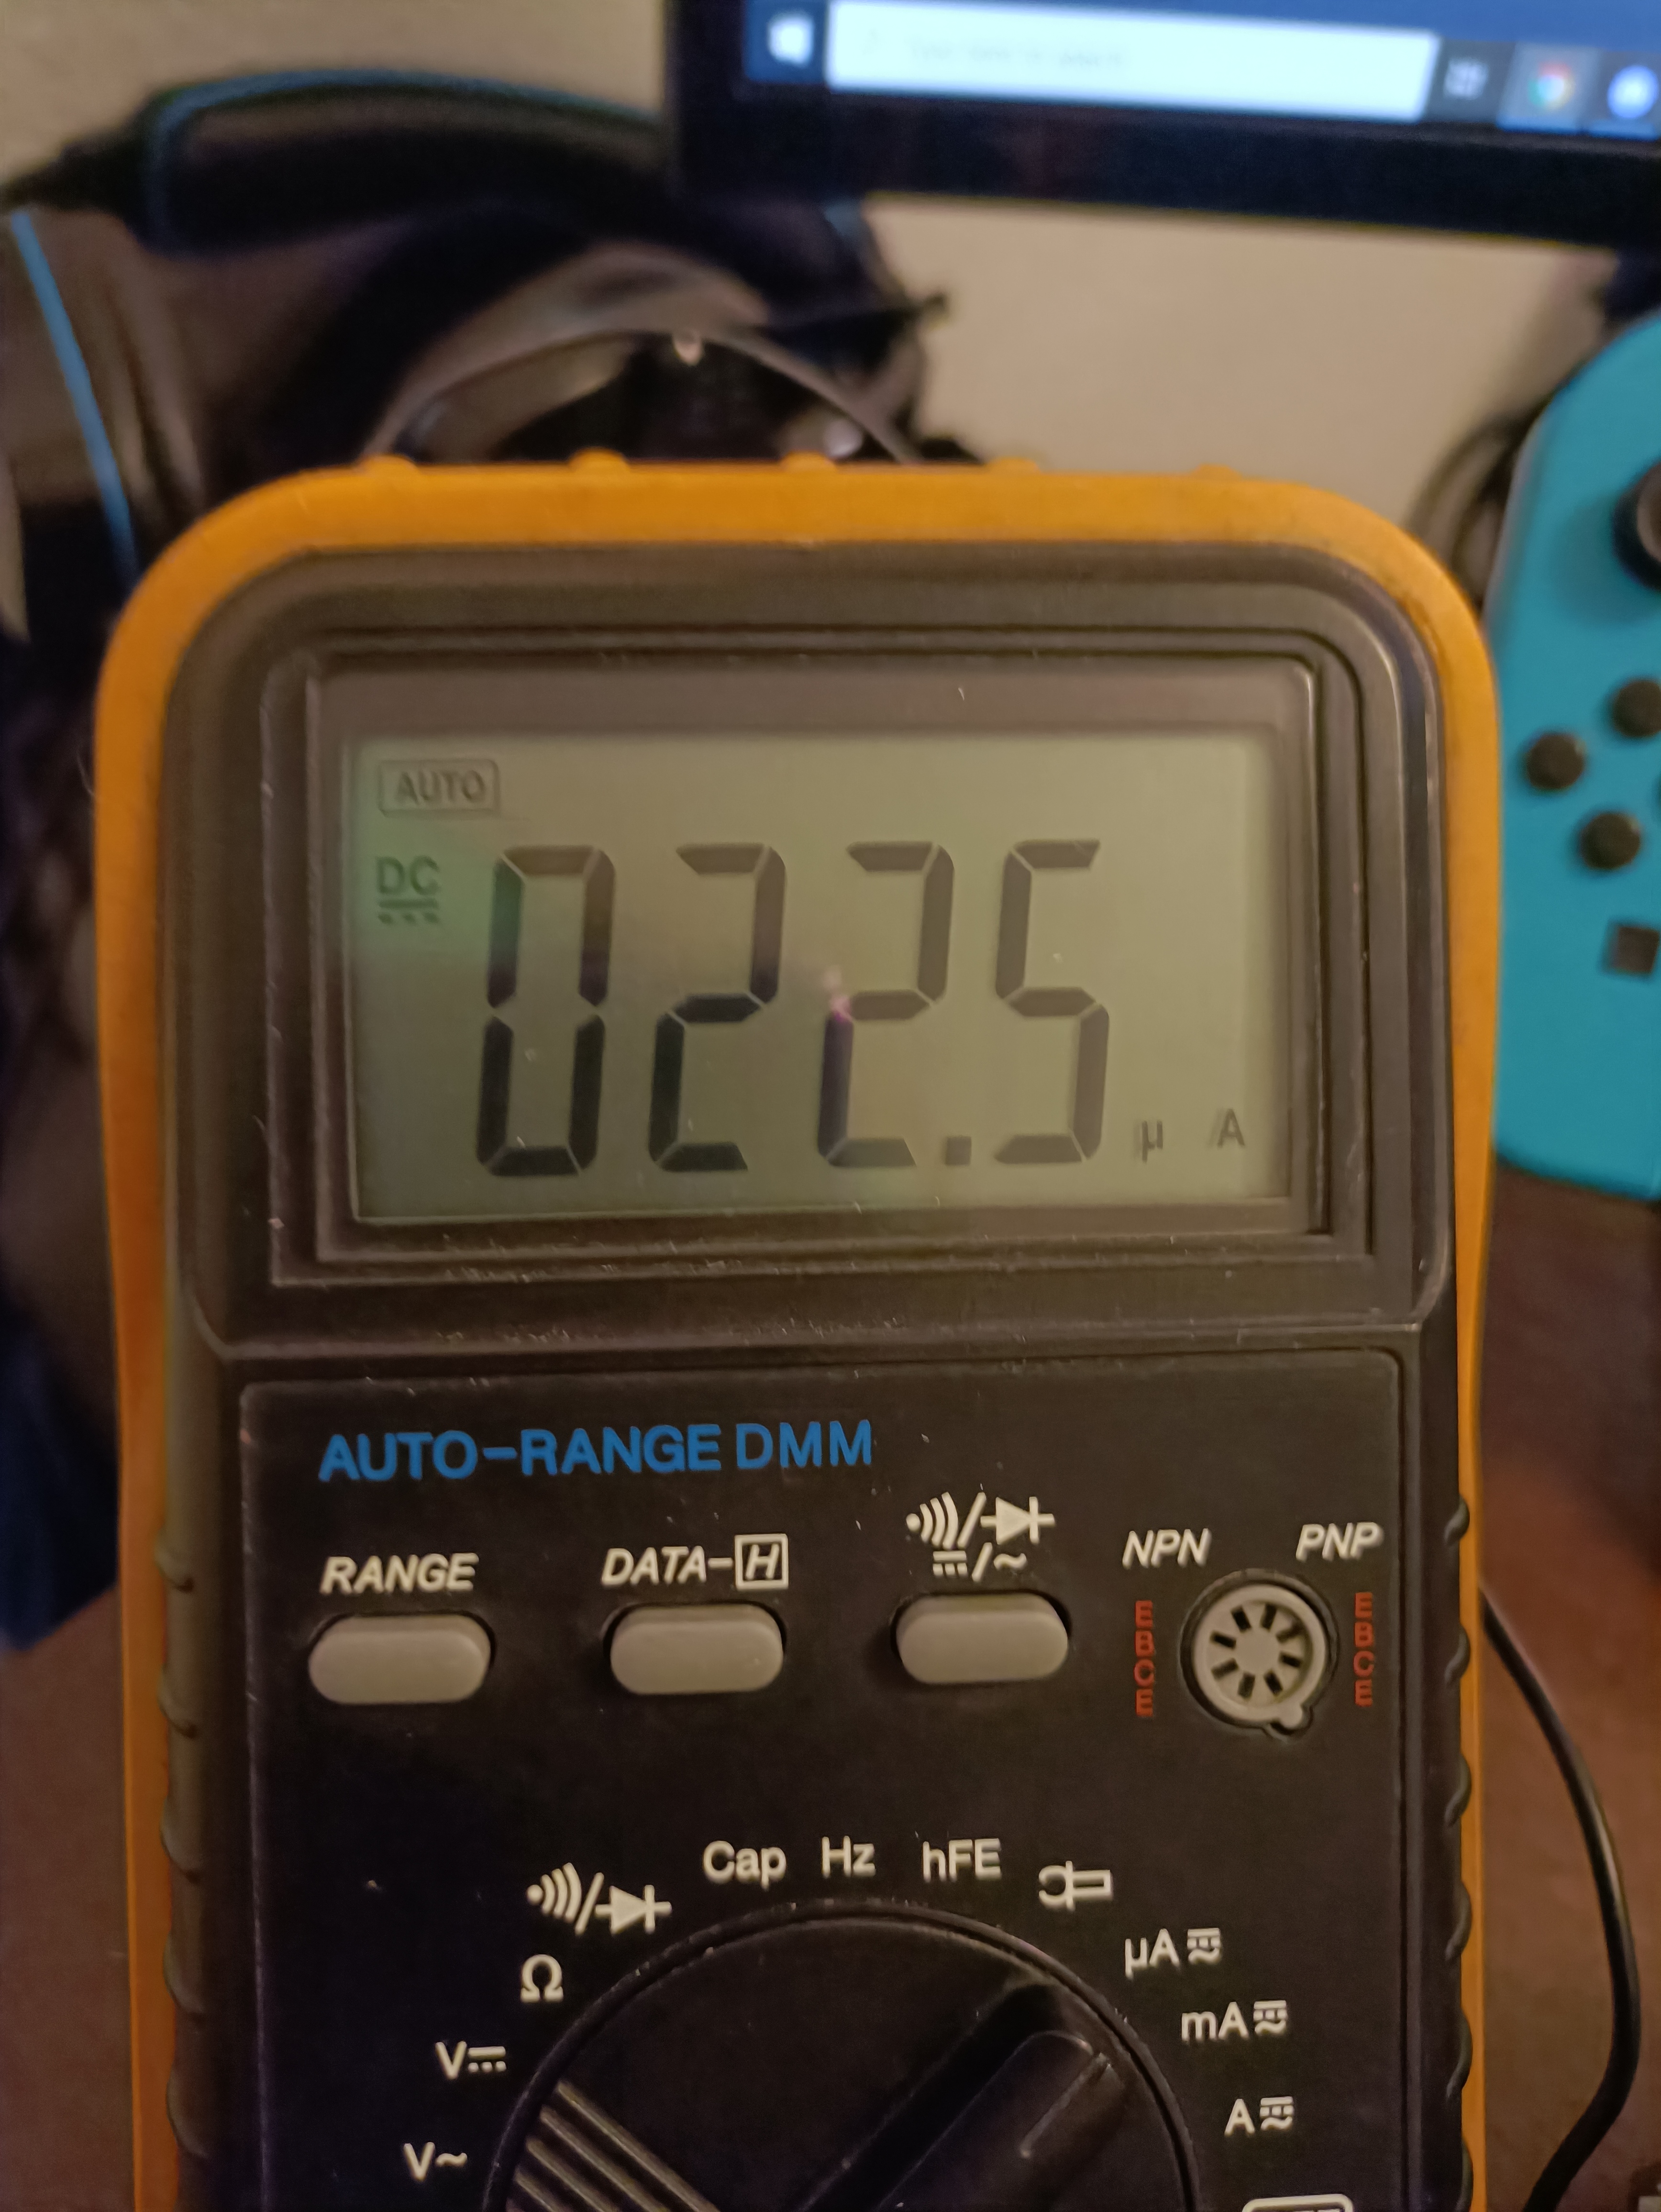 AUTO
DC
022.5 µ A
AUTO-RANGE DMM
RANGE
DATA-H
NPN
PNP
EBCE
EBCE
Cap
Hz
hFE
Ω
µA
mA
V
A
V~